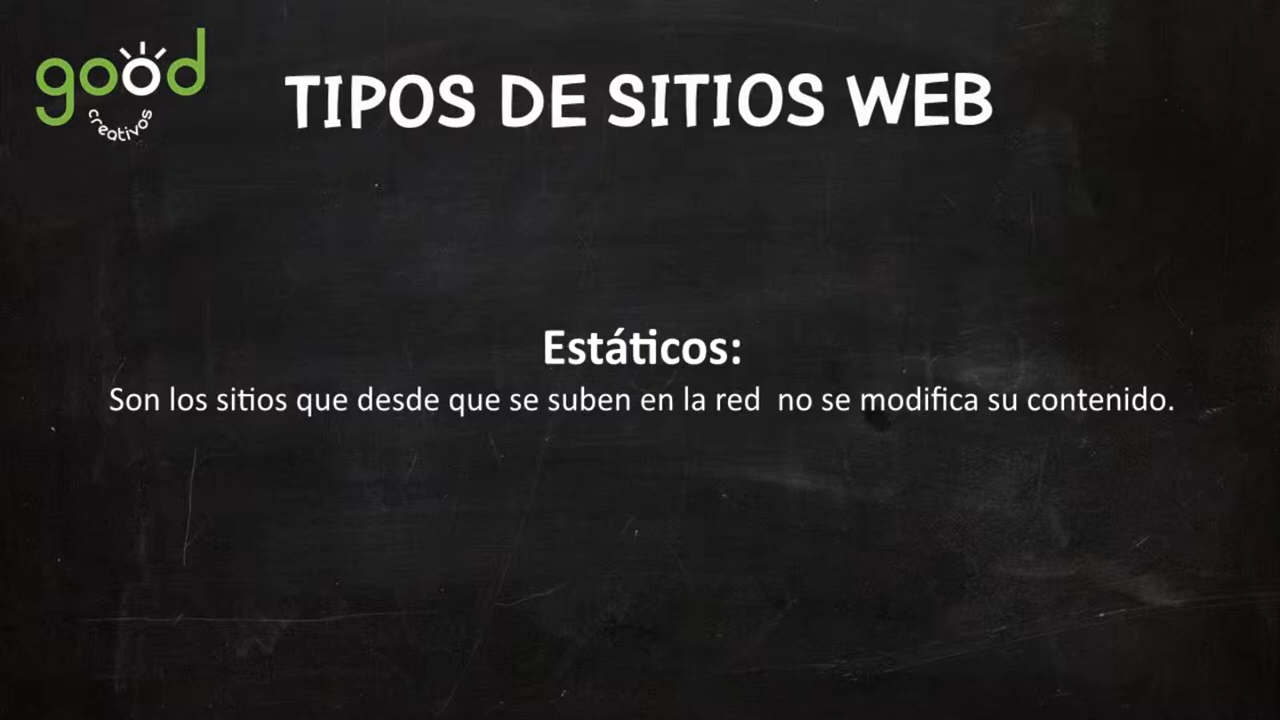 good
creativos
TIPOS DE SITIOS WEB
Estáticos:
Son los sitios que desde que se suben en la red  no se modifica su contenido.